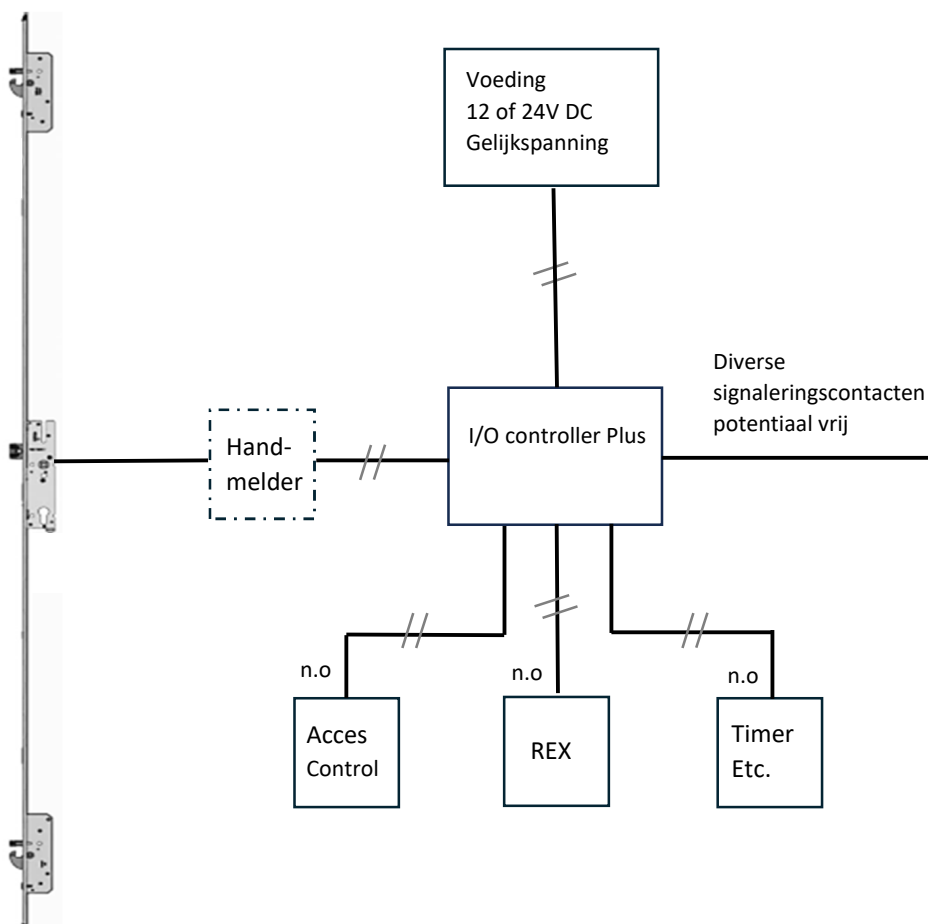 Voeding
12 of 24V DC
Gelijkspanning
Diverse
signaleringscontacten
potentiaal vrij
I/O controller Plus
Hand-
melder
n.o
n.o
n.o
Acces
Control
REX
Timer
Etc.